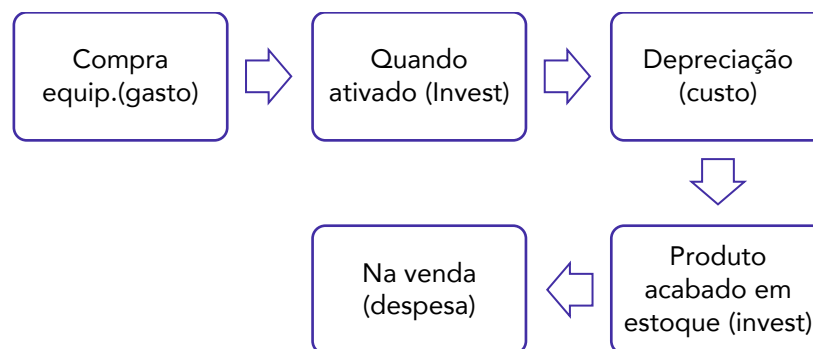 Compra
equip.(gasto)
Quando
ativado (Invest)
Depreciação
(custo)
Produto
acabado em
estoque (invest)
Na venda
(despesa)